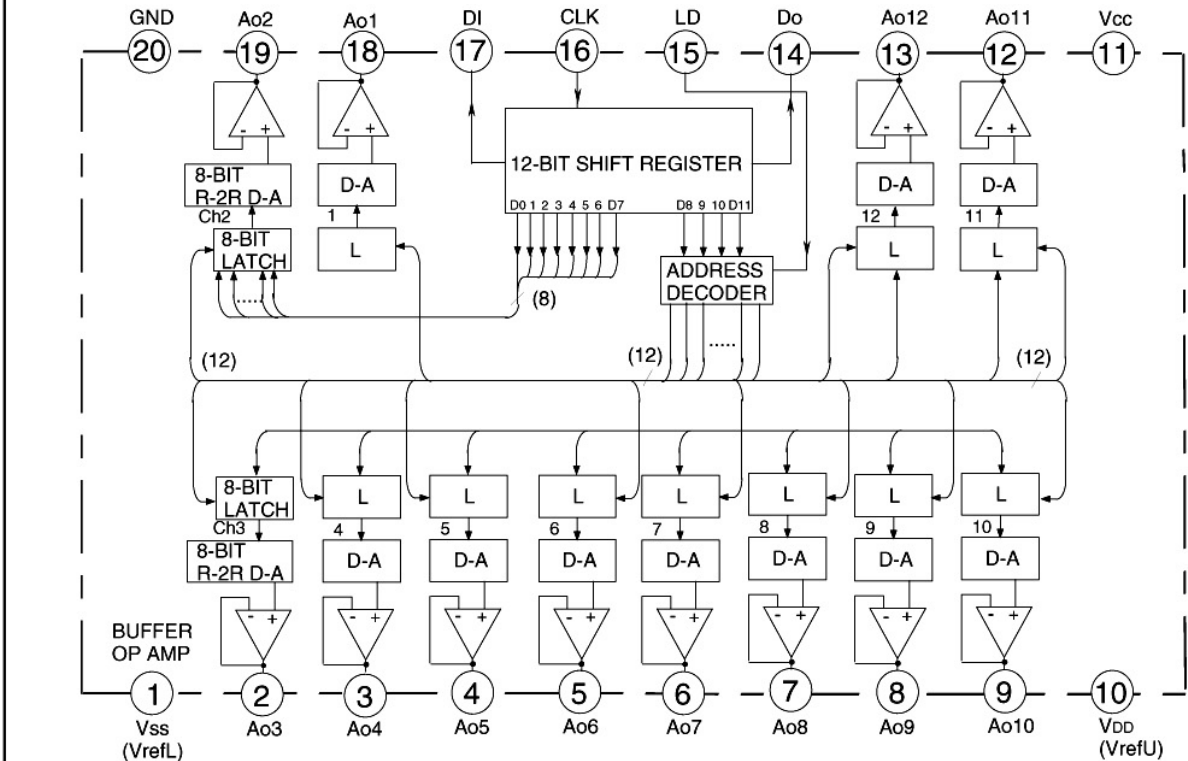 GND Ao2 Ao1 DI CLK LD Do Ao12 Ao11 Vcc
20 19 18 17 16 15 14 13 12 11
- + - + - + - +
12-BIT SHIFT REGISTER
8-BIT
R-2R D-A
D-A
D-A
D-A
D0 1 2 3 4 5 6 D7 D8 9 10 D11
Ch2 1 12 11
8-BIT
LATCH
L
L
L
ADDRESS
DECODER
.....
(8)
.....
(12) (12) (12)
8-BIT
LATCH
L L L L L L L
Ch3 4 5 6 7 8 9 10
8-BIT
R-2R D-A
D-A D-A D-A D-A D-A D-A D-A
- + - + - + - + - + - + - + - +
BUFFER
OP AMP
1 2 3 4 5 6 7 8 9 10
Vss Ao3 Ao4 Ao5 Ao6 Ao7 Ao8 Ao9 Ao10 VDD
(VrefL) (VrefU)